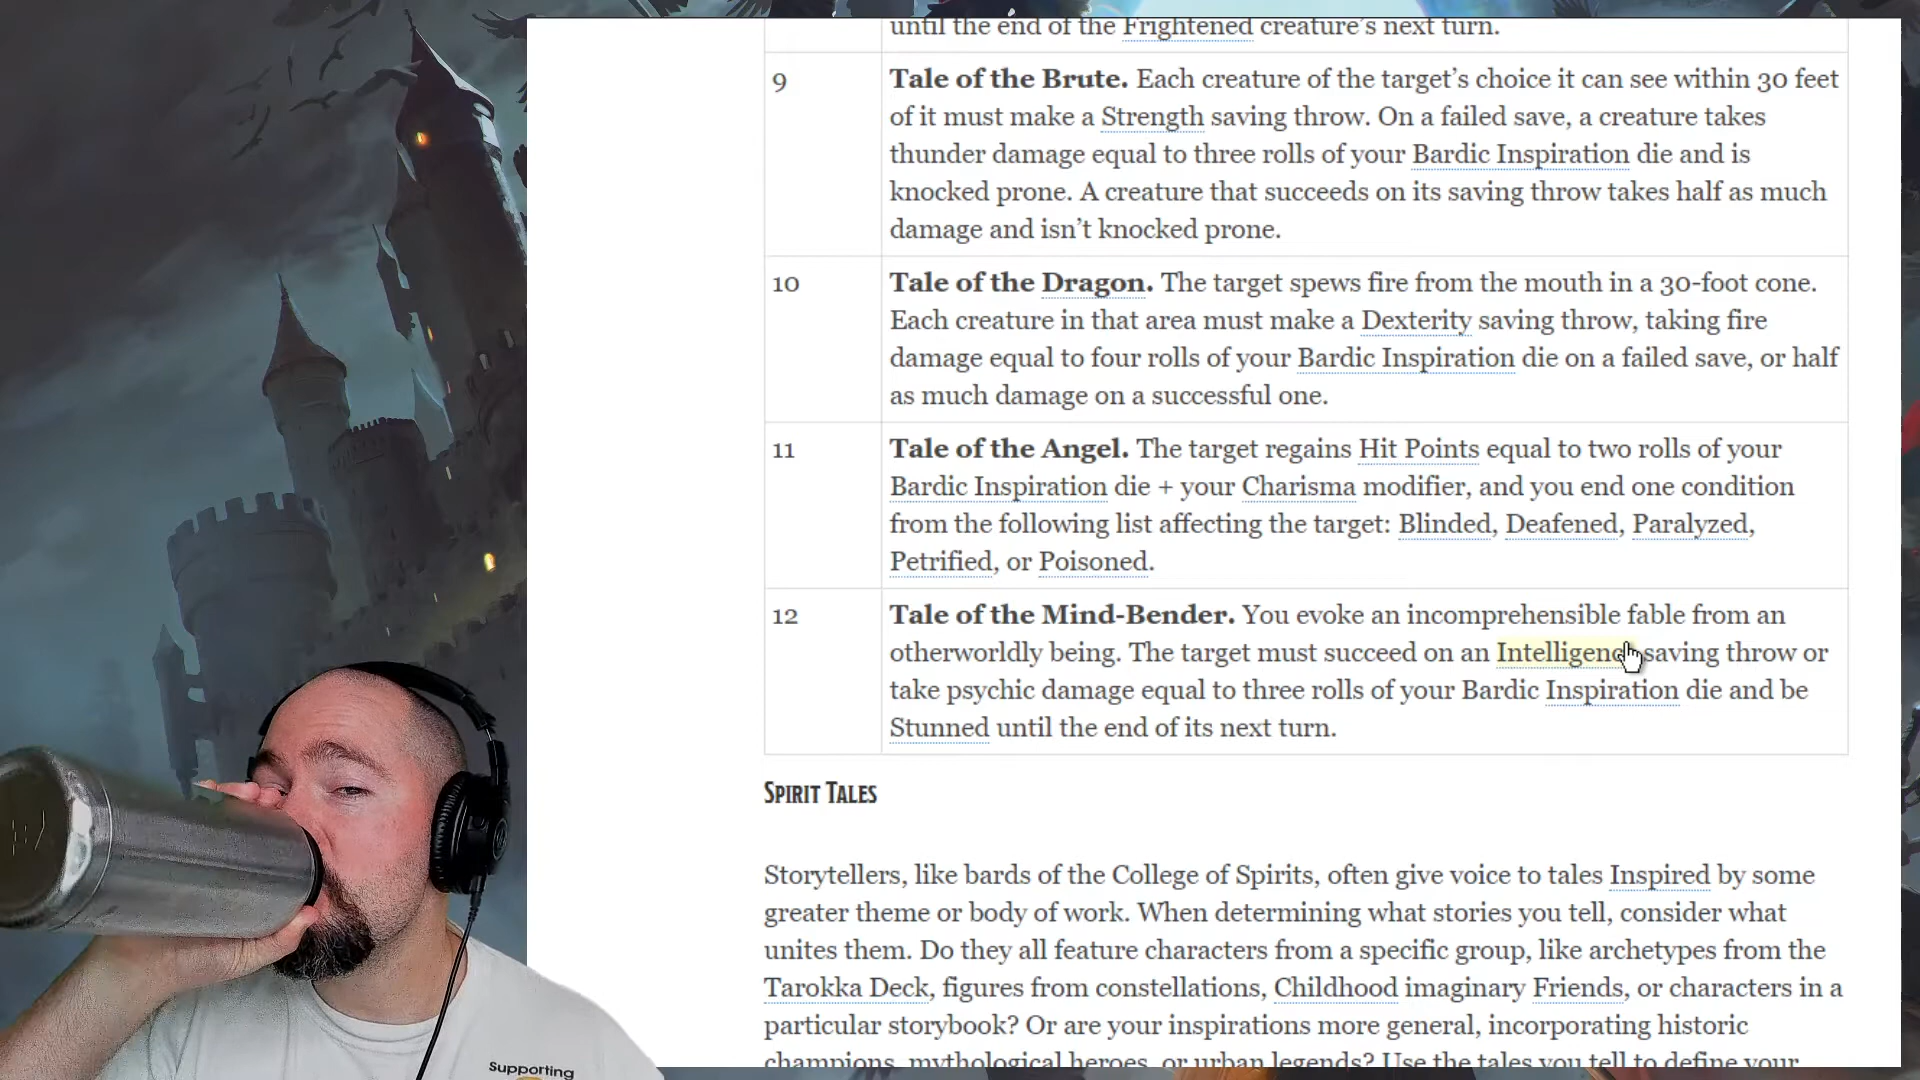 until the end of the Frightened creature’s next turn.
9
Tale of the Brute. Each creature of the target’s choice it can see within 30 feet
of it must make a Strength saving throw. On a failed save, a creature takes
thunder damage equal to three rolls of your Bardic Inspiration die and is
knocked prone. A creature that succeeds on its saving throw takes half as much
damage and isn’t knocked prone.
10
Tale of the Dragon. The target spews fire from the mouth in a 30-foot cone.
Each creature in that area must make a Dexterity saving throw, taking fire
damage equal to four rolls of your Bardic Inspiration die on a failed save, or half
as much damage on a successful one.
11
Tale of the Angel. The target regains Hit Points equal to two rolls of your
Bardic Inspiration die + your Charisma modifier, and you end one condition
from the following list affecting the target: Blinded, Deafened, Paralyzed,
Petrified, or Poisoned.
12
Tale of the Mind-Bender. You evoke an incomprehensible fable from an
otherworldly being. The target must succeed on an Intelligence saving throw or
take psychic damage equal to three rolls of your Bardic Inspiration die and be
Stunned until the end of its next turn.
SPIRIT TALES
Storytellers, like bards of the College of Spirits, often give voice to tales Inspired by some
greater theme or body of work. When determining what stories you tell, consider what
unites them. Do they all feature characters from a specific group, like archetypes from the
Tarokka Deck, figures from constellations, Childhood imaginary Friends, or characters in a
particular storybook? Or are your inspirations more general, incorporating historic
champions, mythological heroes, or urban legends? Use the tales you tell to define your
Supporting